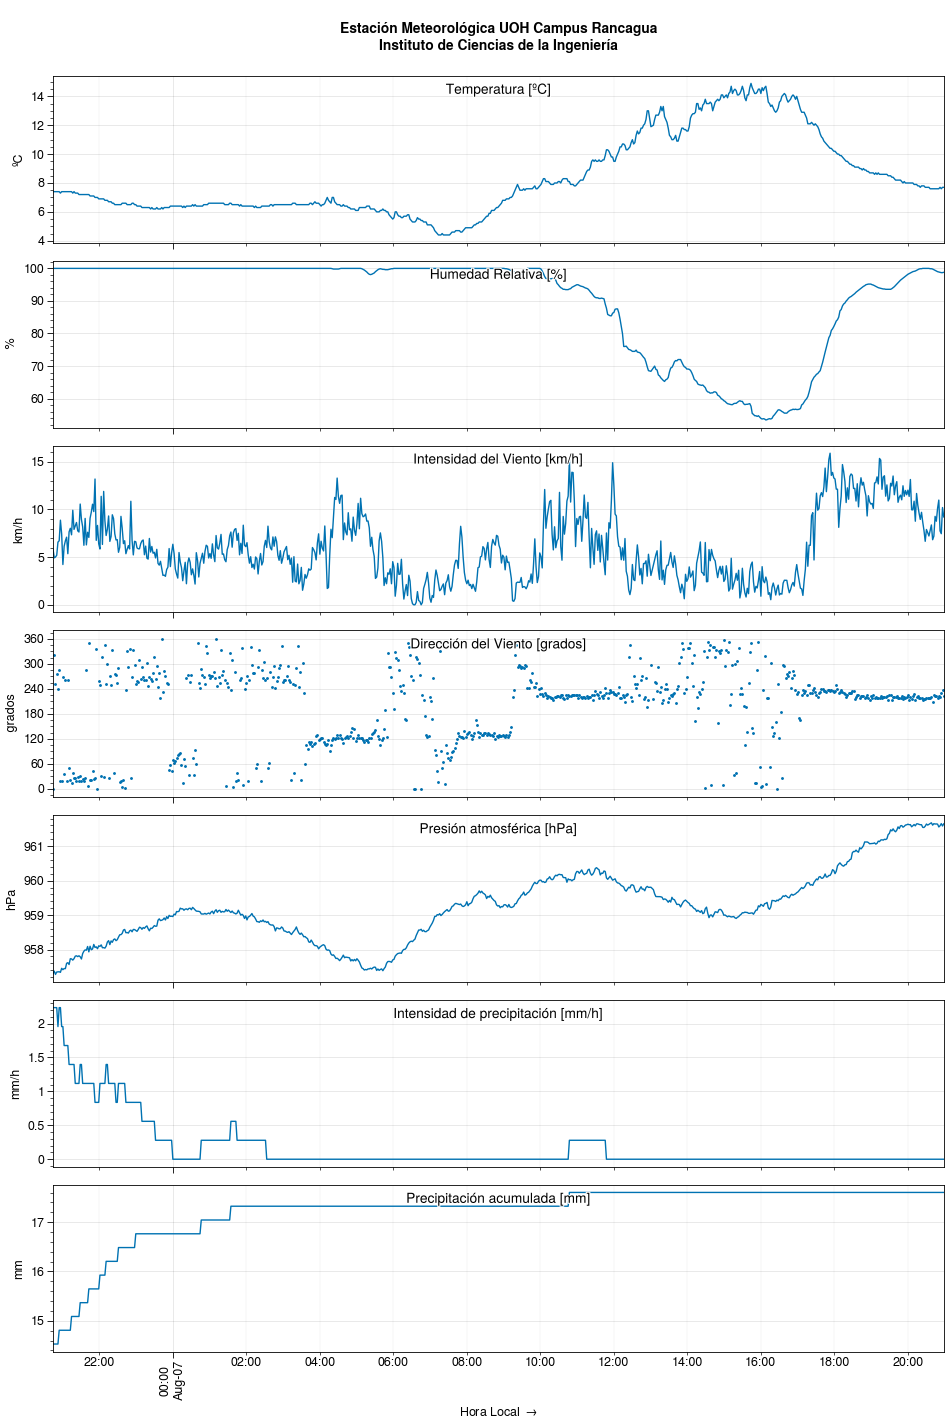 Estación Meteorológica UOH Campus Rancagua
Instituto de Ciencias de la Ingeniería
Temperatura [ºC]
14
12
10
8
6
4
ºC
Humedad Relativa [%]
100
90
80
70
60
%
Intensidad del Viento [km/h]
15
10
5
0
km/h
Dirección del Viento [grados]
360
300
240
180
120
60
0
grados
Presión atmosférica [hPa]
961
960
959
958
hPa
Intensidad de precipitación [mm/h]
2
1.5
1
0.5
0
mm/h
Precipitación acumulada [mm]
17
16
15
mm
22:00
00:00
Aug-07
02:00
04:00
06:00
08:00
10:00
12:00
14:00
16:00
18:00
20:00
Hora Local →